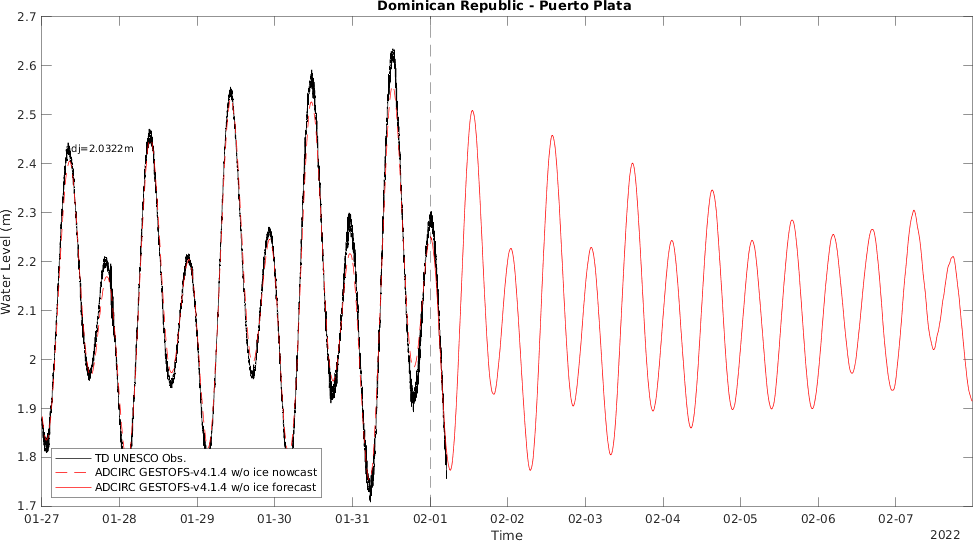 Dominican Republic - Puerto Plata
2.7
2.6
2.5
2.4
2.3
2.2
2.1
2
1.9
1.8
1.7
Water Level (m)
dj=2.0322m
TD UNESCO Obs.
ADCIRC GESTOFS-v4.1.4 w/o ice nowcast
ADCIRC GESTOFS-v4.1.4 w/o ice forecast
01-27 01-28 01-29 01-30 01-31 02-01 02-02 02-03 02-04 02-05 02-06 02-07
Time
2022